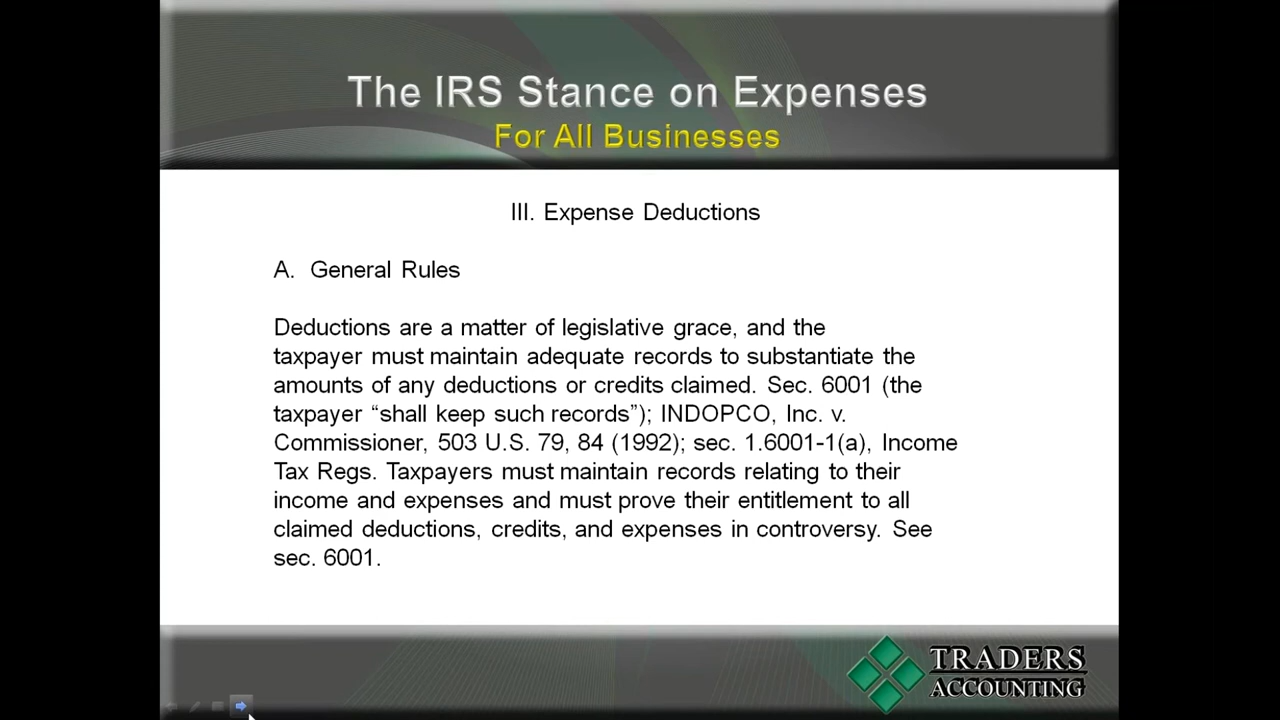 The IRS Stance on Expenses
For All Businesses
III. Expense Deductions
A. General Rules
Deductions are a matter of legislative grace, and the
taxpayer must maintain adequate records to substantiate the
amounts of any deductions or credits claimed. Sec. 6001 (the
taxpayer “shall keep such records”); INDOPCO, Inc. v.
Commissioner, 503 U.S. 79, 84 (1992); sec. 1.6001-1(a), Income
Tax Regs. Taxpayers must maintain records relating to their
income and expenses and must prove their entitlement to all
claimed deductions, credits, and expenses in controversy. See
sec. 6001.
TRADERS
ACCOUNTING